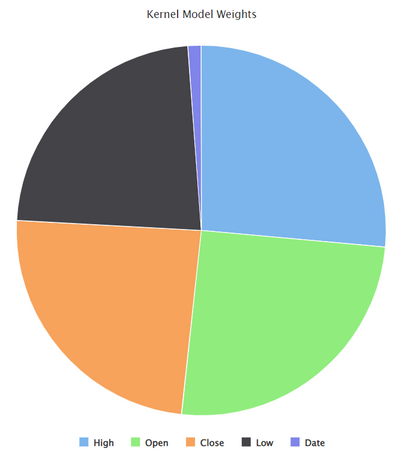 Kernel Model Weights
High Open Close Low Date